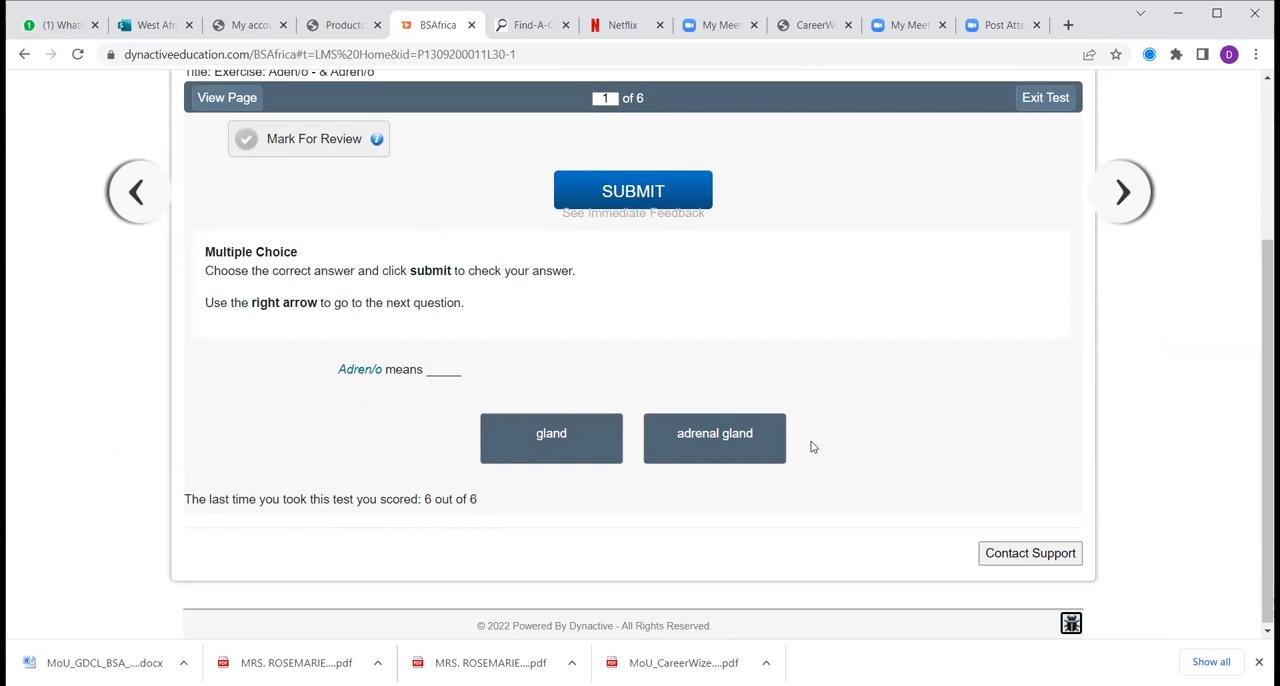 (1) Whats
West Afri
My accou
Products
BSAfrica
Find-A-C
Netflix
My Meet
CareerWi
My Meet
Post Atte
dynactiveeducation.com/BSAfrica#t=LMS%20Home&id=P1309200011L30-1
D
Title: Exercise: Aden/o - & Adren/o
View Page
1 of 6
Exit Test
Mark For Review
SUBMIT
See Immediate Feedback
Multiple Choice
Choose the correct answer and click submit to check your answer.
Use the right arrow to go to the next question.
Adren/o means _____
gland
adrenal gland
The last time you took this test you scored: 6 out of 6
Contact Support
© 2022 Powered By Dynactive - All Rights Reserved.
MoU_GDCL_BSA_....docx
MRS. ROSEMARIE....pdf
MRS. ROSEMARIE....pdf
MoU_CareerWize....pdf
Show all